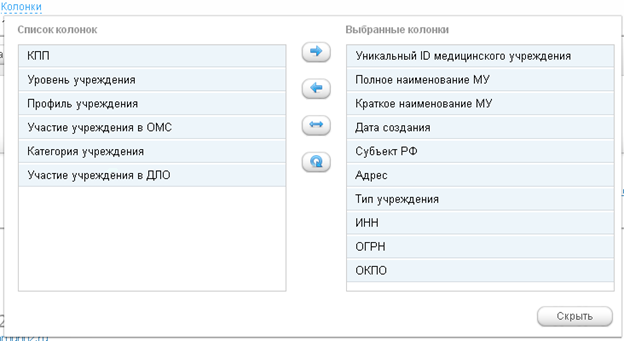 Колонки
Список колонок
КПП
Уровень учреждения
Профиль учреждения
Участие учреждения в ОМС
Категория учреждения
Участие учреждения в ДЛО
Выбранные колонки
Уникальный ID медицинского учреждения
Полное наименование МУ
Краткое наименование МУ
Дата создания
Субъект РФ
Адрес
Тип учреждения
ИНН
ОГРН
ОКПО
Скрыть